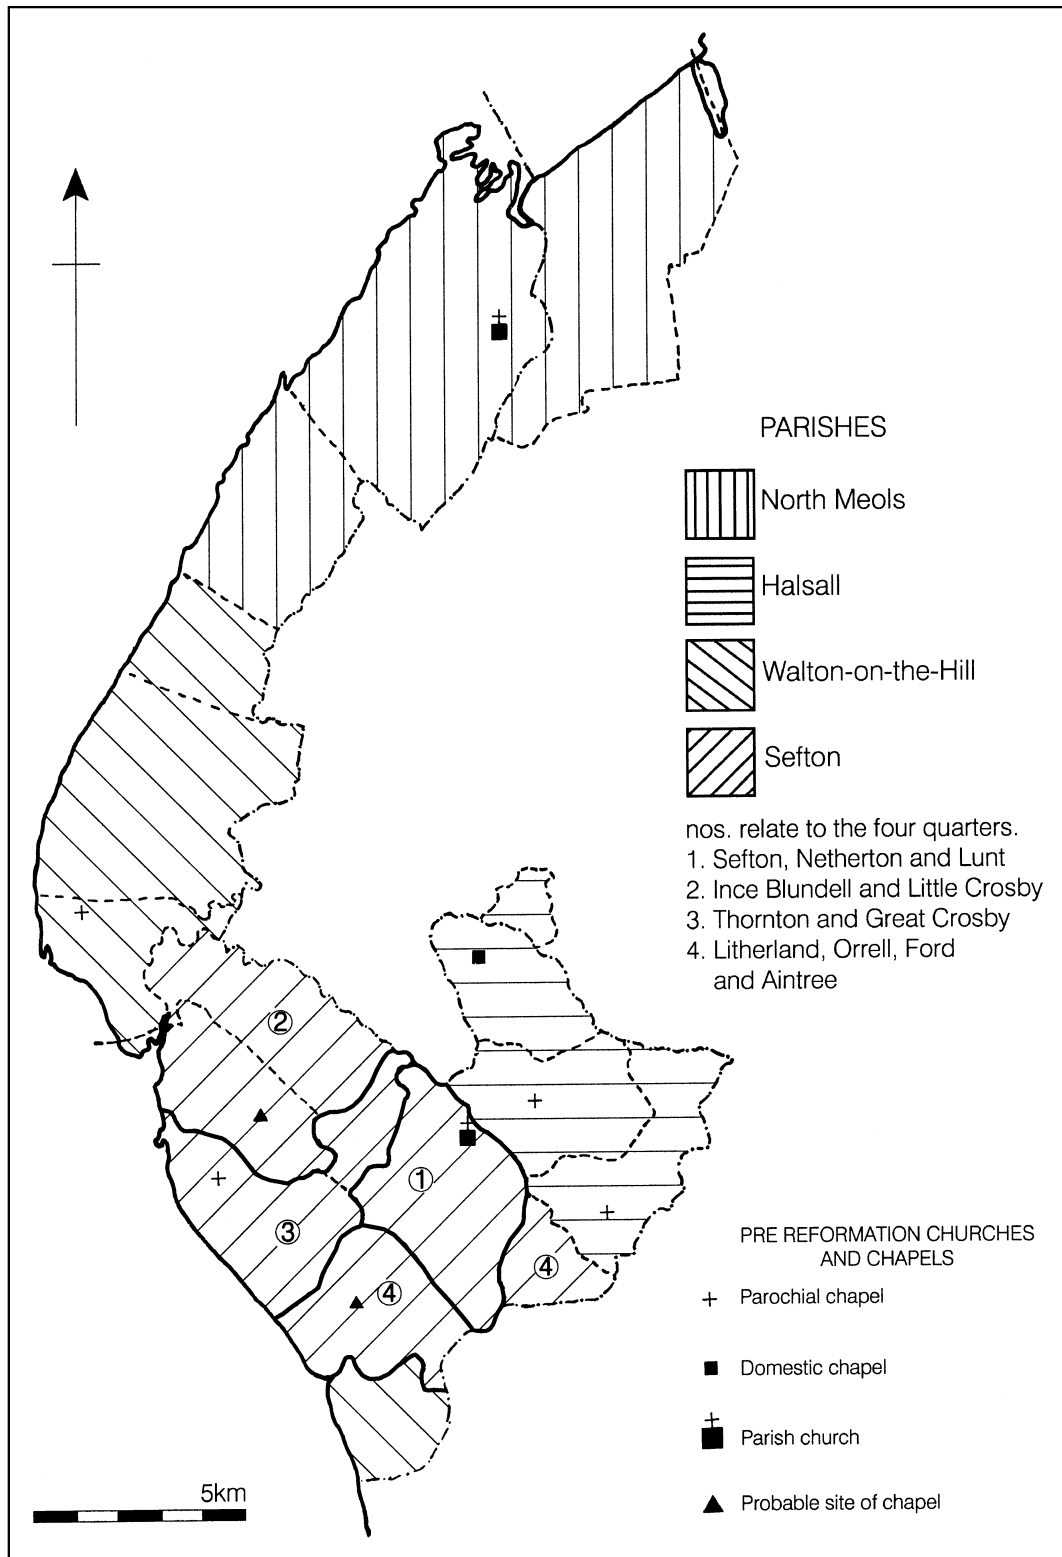 PARISHES
North Meols
Halsall
Walton-on-the-Hill
Sefton
nos. relate to the four quarters.
1. Sefton, Netherton and Lunt
2. Ince Blundell and Little Crosby
3. Thornton and Great Crosby
4. Litherland, Orrell, Ford
and Aintree
2
1
3
4
4
PRE REFORMATION CHURCHES
AND CHAPELS
Parochial chapel
Domestic chapel
Parish church
Probable site of chapel
5km